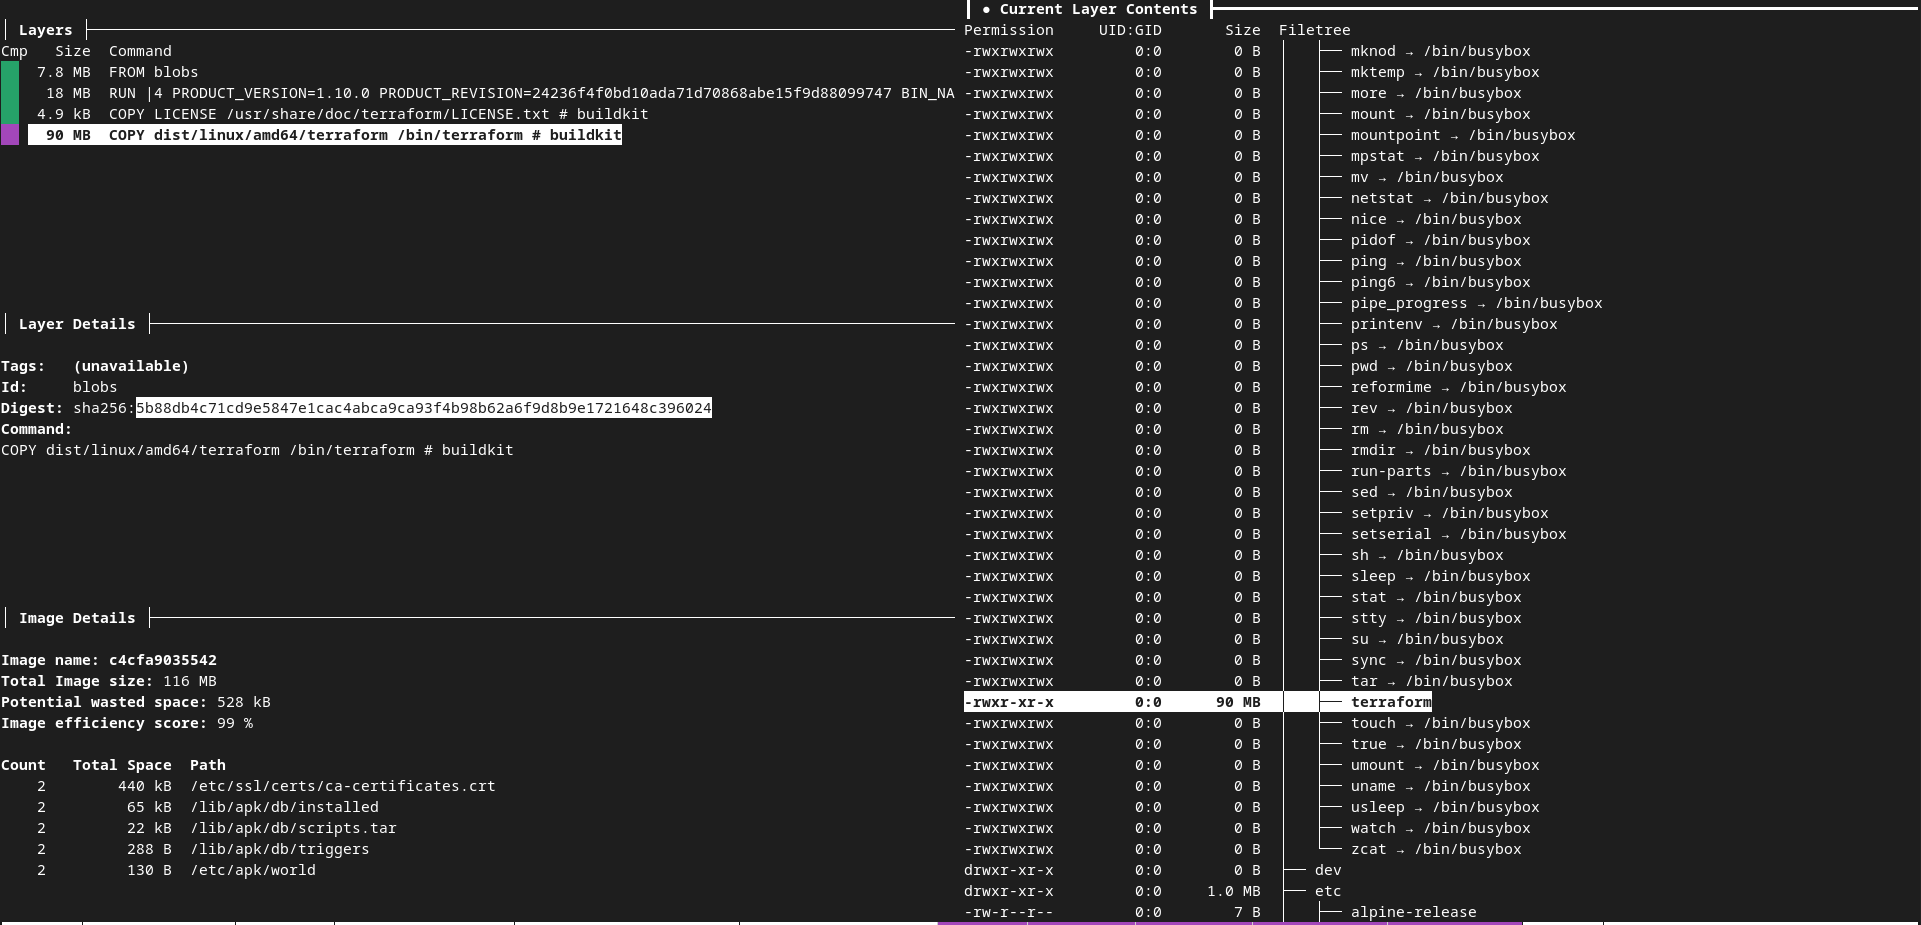 Layers
Cmp Size Command
7.8 MB FROM blobs
18 MB RUN |4 PRODUCT_VERSION=1.10.0 PRODUCT_REVISION=24236f4f0bd10ada71d70868abe15f9d88099747 BIN_NA
4.9 kB COPY LICENSE /usr/share/doc/terraform/LICENSE.txt # buildkit
90 MB COPY dist/linux/amd64/terraform /bin/terraform # buildkit
Layer Details
Tags: (unavailable)
Id: blobs
Digest: sha256:5b88db4c71cd9e5847e1cac4abca9ca93f4b98b62a6f9d8b9e1721648c396024
Command:
COPY dist/linux/amd64/terraform /bin/terraform # buildkit
Image Details
Image name: c4cfa9035542
Total Image size: 116 MB
Potential wasted space: 528 kB
Image efficiency score: 99 %
Count Total Space Path
2 440 kB /etc/ssl/certs/ca-certificates.crt
2 65 kB /lib/apk/db/installed
2 22 kB /lib/apk/db/scripts.tar
2 288 B /lib/apk/db/triggers
2 130 B /etc/apk/world
● Current Layer Contents
Permission UID:GID Size Filetree
-rwxrwxrwx 0:0 0 B ├── mknod → /bin/busybox
-rwxrwxrwx 0:0 0 B ├── mktemp → /bin/busybox
-rwxrwxrwx 0:0 0 B ├── more → /bin/busybox
-rwxrwxrwx 0:0 0 B ├── mount → /bin/busybox
-rwxrwxrwx 0:0 0 B ├── mountpoint → /bin/busybox
-rwxrwxrwx 0:0 0 B ├── mpstat → /bin/busybox
-rwxrwxrwx 0:0 0 B ├── mv → /bin/busybox
-rwxrwxrwx 0:0 0 B ├── netstat → /bin/busybox
-rwxrwxrwx 0:0 0 B ├── nice → /bin/busybox
-rwxrwxrwx 0:0 0 B ├── pidof → /bin/busybox
-rwxrwxrwx 0:0 0 B ├── ping → /bin/busybox
-rwxrwxrwx 0:0 0 B ├── ping6 → /bin/busybox
-rwxrwxrwx 0:0 0 B ├── pipe_progress → /bin/busybox
-rwxrwxrwx 0:0 0 B ├── printenv → /bin/busybox
-rwxrwxrwx 0:0 0 B ├── ps → /bin/busybox
-rwxrwxrwx 0:0 0 B ├── pwd → /bin/busybox
-rwxrwxrwx 0:0 0 B ├── reformime → /bin/busybox
-rwxrwxrwx 0:0 0 B ├── rev → /bin/busybox
-rwxrwxrwx 0:0 0 B ├── rm → /bin/busybox
-rwxrwxrwx 0:0 0 B ├── rmdir → /bin/busybox
-rwxrwxrwx 0:0 0 B ├── run-parts → /bin/busybox
-rwxrwxrwx 0:0 0 B ├── sed → /bin/busybox
-rwxrwxrwx 0:0 0 B ├── setpriv → /bin/busybox
-rwxrwxrwx 0:0 0 B ├── setserial → /bin/busybox
-rwxrwxrwx 0:0 0 B ├── sh → /bin/busybox
-rwxrwxrwx 0:0 0 B ├── sleep → /bin/busybox
-rwxrwxrwx 0:0 0 B ├── stat → /bin/busybox
-rwxrwxrwx 0:0 0 B ├── stty → /bin/busybox
-rwxrwxrwx 0:0 0 B ├── su → /bin/busybox
-rwxrwxrwx 0:0 0 B ├── sync → /bin/busybox
-rwxrwxrwx 0:0 0 B ├── tar → /bin/busybox
-rwxr-xr-x 0:0 90 MB ├── terraform
-rwxrwxrwx 0:0 0 B ├── touch → /bin/busybox
-rwxrwxrwx 0:0 0 B ├── true → /bin/busybox
-rwxrwxrwx 0:0 0 B ├── umount → /bin/busybox
-rwxrwxrwx 0:0 0 B ├── uname → /bin/busybox
-rwxrwxrwx 0:0 0 B ├── usleep → /bin/busybox
-rwxrwxrwx 0:0 0 B ├── watch → /bin/busybox
-rwxrwxrwx 0:0 0 B └── zcat → /bin/busybox
drwxr-xr-x 0:0 0 B ├── dev
drwxr-xr-x 0:0 1.0 MB ├── etc
-rw-r--r-- 0:0 7 B ├── alpine-release